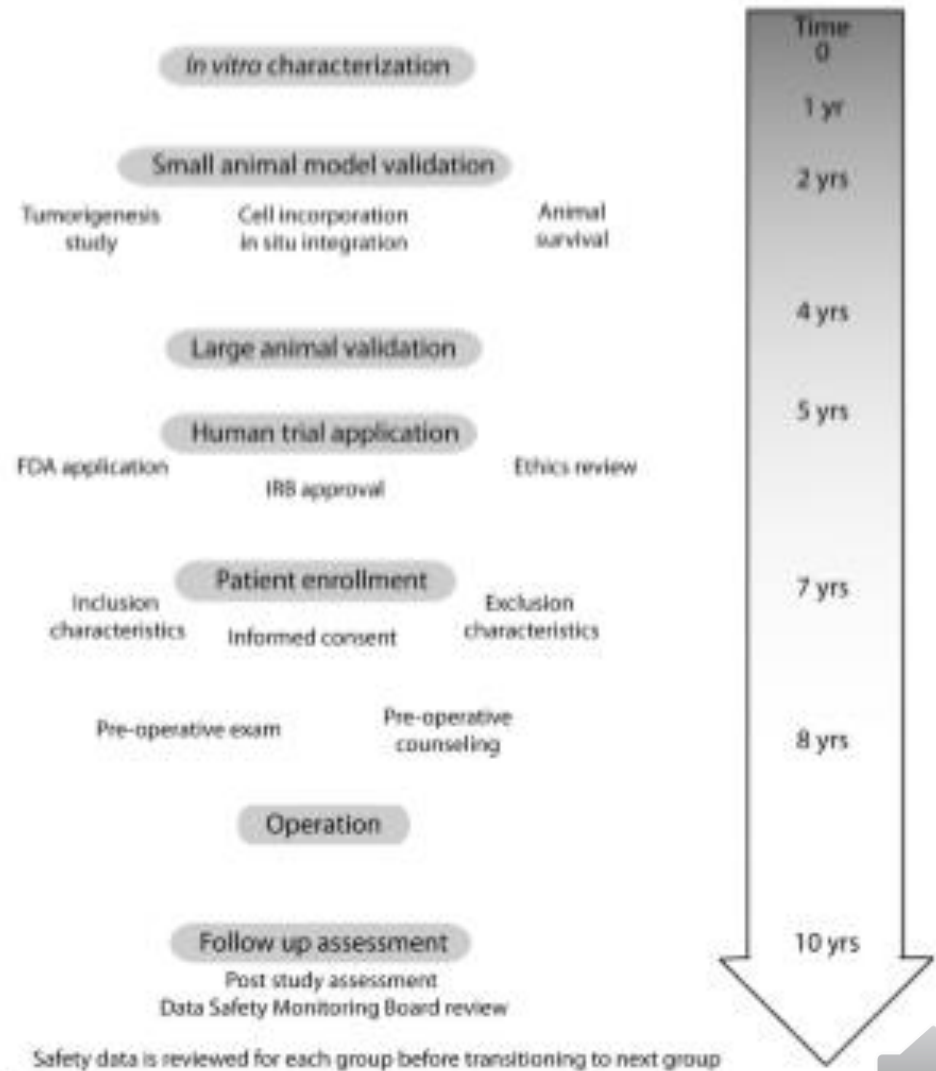 Time
0
In vitro characterization
1 yr
Small animal model validation
2 yrs
Tumorigenesis
study
Cell incorporation
in situ integration
Animal
survival
4 yrs
Large animal validation
5 yrs
Human trial application
FDA application
IRB approval
Ethics review
Patient enrollment
7 yrs
Inclusion
characteristics
Informed consent
Exclusion
characteristics
Pre-operative exam
Pre-operative
counseling
8 yrs
Operation
Follow up assessment
10 yrs
Post study assessment
Data Safety Monitoring Board review
Safety data is reviewed for each group before transitioning to next group